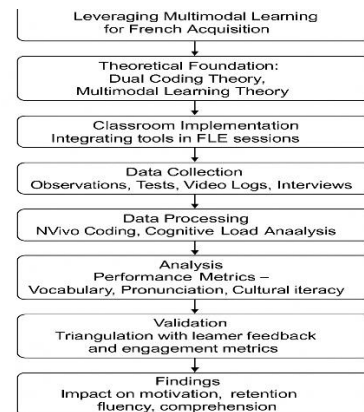 Leveraging Multimodal Learning
for French Acquisition
Theoretical Foundation:
Dual Coding Theory,
Multimodal Learning Theory
Classroom Implementation
Integrating tools in FLE sessions
Data Collection
Observations, Tests, Video Logs, Interviews
Data Processing
NVivo Coding, Cognitive Load Anaalysis
Analysis
Performance Metrics –
Vocabulary, Pronunciation, Cultural iteracy
Validation
Triangulation with leamer feedback
and engagement metrics
Findings
Impact on motivation, retention
fluency, comprehension